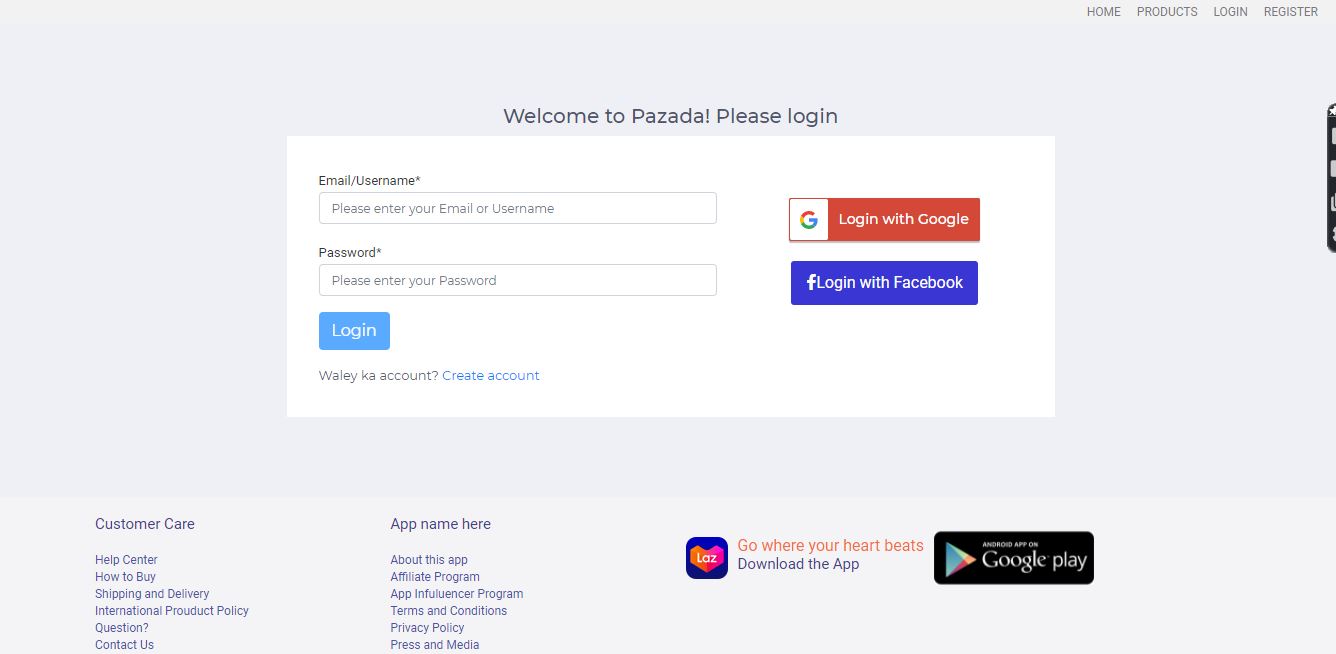 HOME PRODUCTS LOGIN REGISTER
Welcome to Pazada! Please login
Email/Username*
Please enter your Email or Username
Password*
Please enter your Password
Login
Waley ka account? Create account
Login with Google
Login with Facebook
Customer Care
Help Center
How to Buy
Shipping and Delivery
International Prouduct Policy
Question?
Contact Us
App name here
About this app
Affiliate Program
App Infuluencer Program
Terms and Conditions
Privacy Policy
Press and Media
Laz
Go where your heart beats
Download the App
ANDROID APP ON
Google play